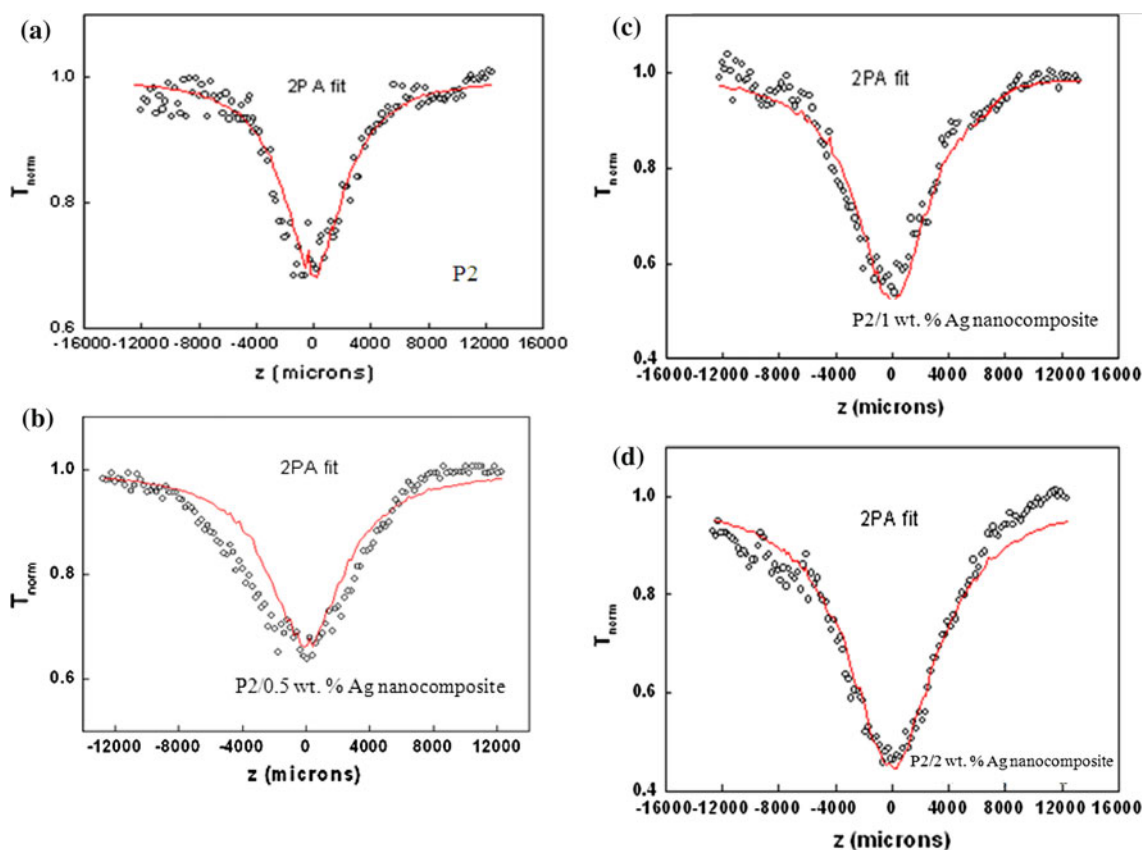 (a)
1.0
0.8
0.6
T norm
2PA fit
P2
-16000 -12000 -8000 -4000 0 4000 8000 12000 16000
z (microns)
(b)
1.0
0.8
0.6
T norm
2PA fit
P2/0.5 wt. % Ag nanocomposite
-12000 -8000 -4000 0 4000 8000 12000
z (microns)
(c)
1.0
0.8
0.6
0.4
T norm
2PA fit
P2/1 wt. % Ag nanocomposite
-16000 -12000 -8000 -4000 0 4000 8000 12000 16000
z (microns)
(d)
1.0
0.8
0.6
0.4
T norm
2PA fit
P2/2 wt. % Ag nanocomposite
-16000 -12000 -8000 -4000 0 4000 8000 12000 16000
z (microns)